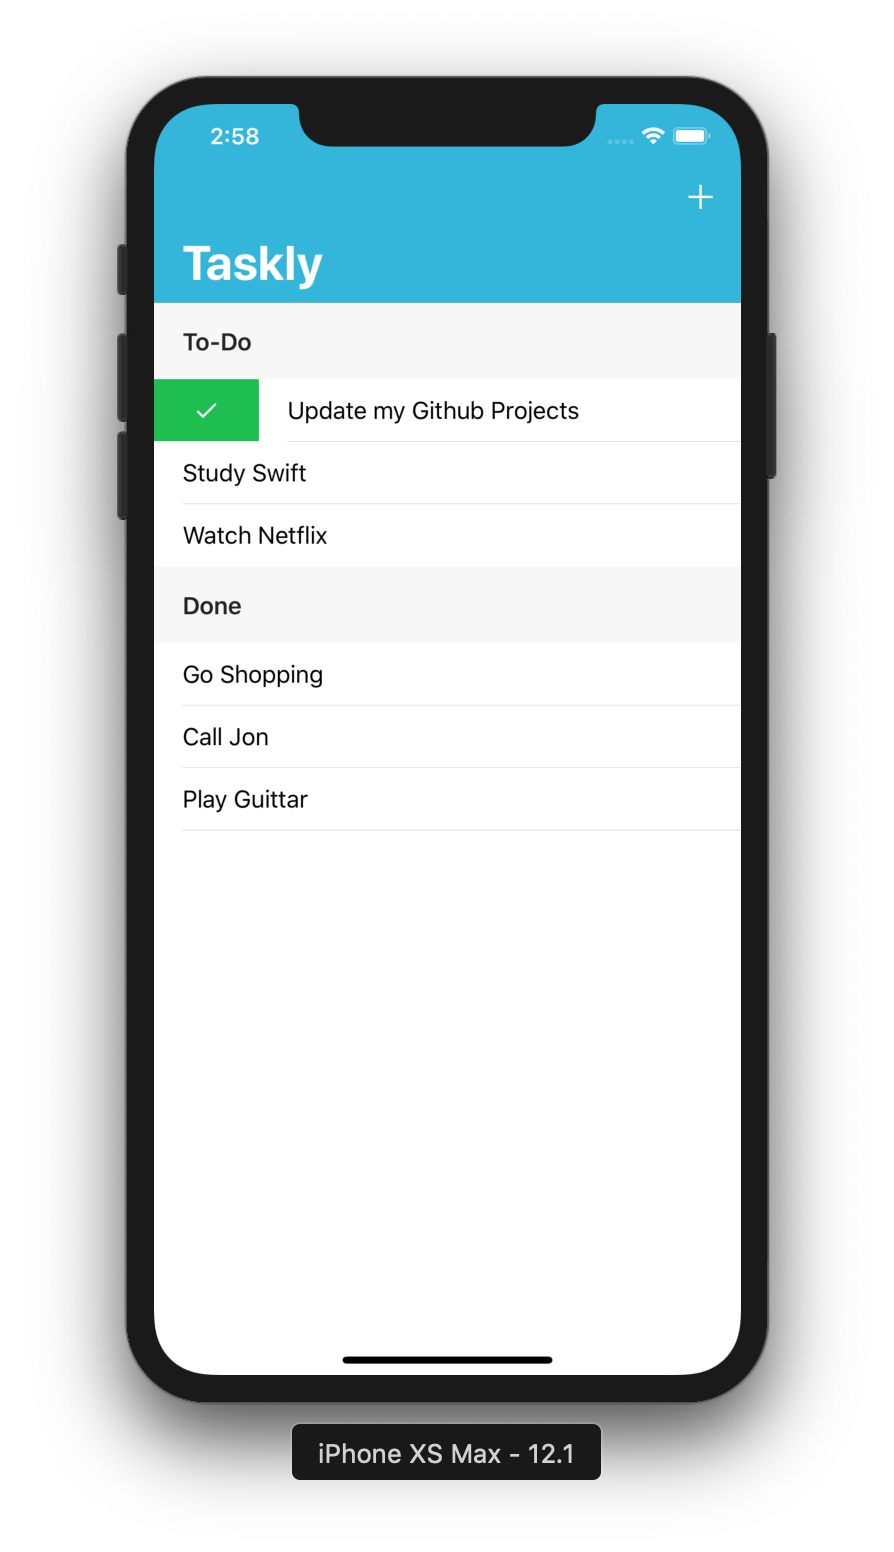 2:58
Taskly
To-Do
Update my Github Projects
Study Swift
Watch Netflix
Done
Go Shopping
Call Jon
Play Guittar
iPhone XS Max - 12.1